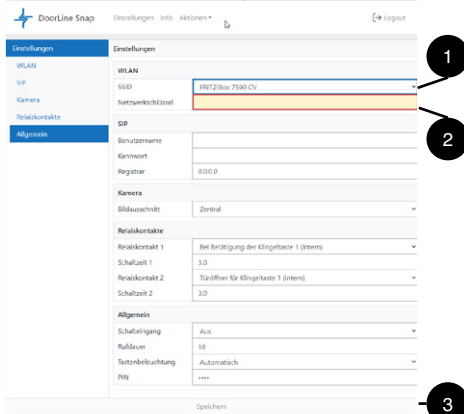 DoorLine Snap Einstellungen Info Aktionen Logout
Einstellungen
WLAN
SIP
Kamera
Relaiskontakte
Allgemein
Einstellungen
WLAN
SSID FRITZ!Box 7590 CV
Netzwerkschlüssel
SIP
Benutzername
Kennwort
Registrar 0.0.0.0
Kamera
Bildausschnitt Zentral
Relaiskontakte
Relaiskontakt 1 Bei Betätigung der Klingeltaste 1 (intern)
Schaltzeit 1 3.0
Relaiskontakt 2 Türöffner für Klingeltaste 1 (intern)
Schaltzeit 2 3.0
Allgemein
Schalteingang Aus
Rufdauer 10
Tastenbeleuchtung Automatisch
PIN ••••
Speichern
1
2
3